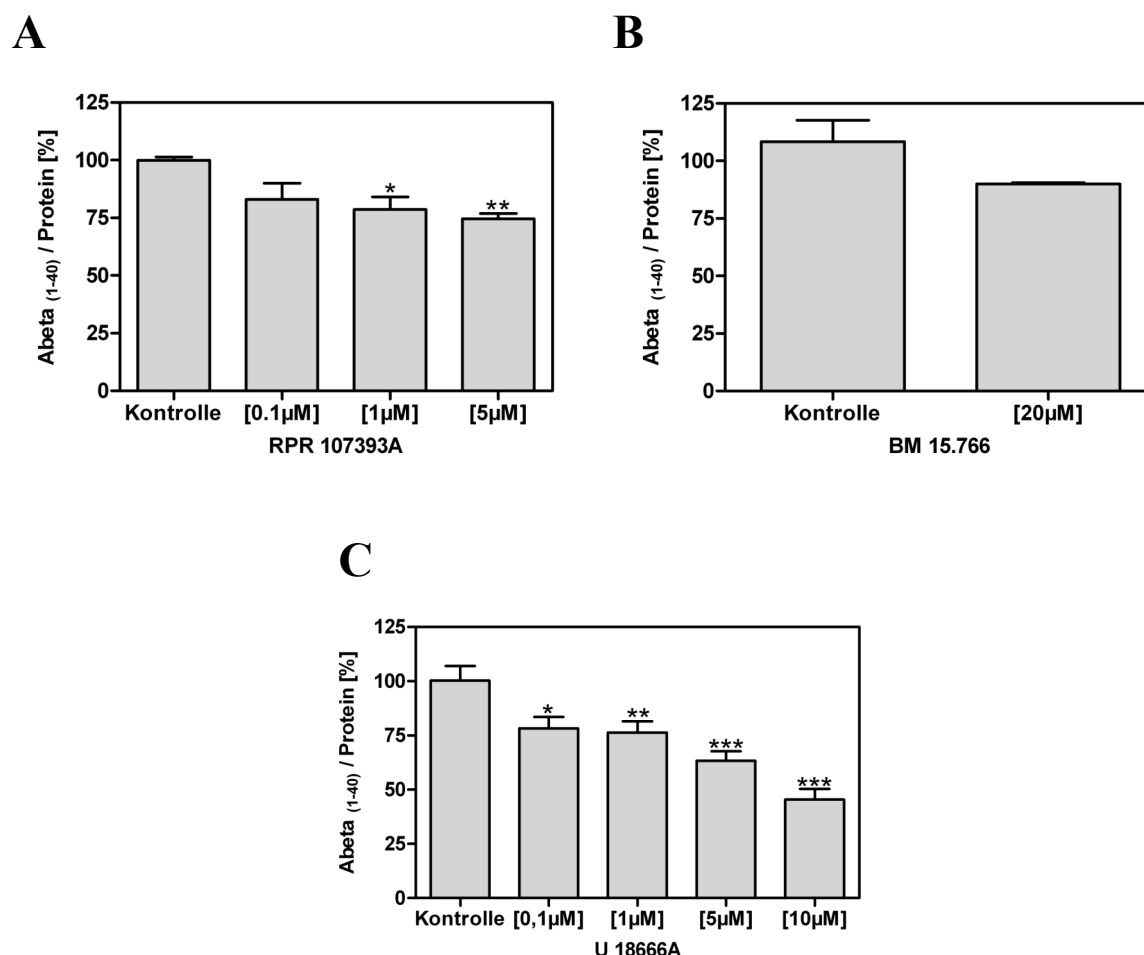 A
B
Abeta (1-40) / Protein [%]
125
100
75
50
25
0
*
**
Kontrolle
[0.1µM]
[1µM]
[5µM]
RPR 107393A
Abeta (1-40) / Protein [%]
125
100
75
50
25
0
Kontrolle
[20µM]
BM 15.766
C
Abeta (1-40) / Protein [%]
125
100
75
50
25
0
*
**
***
***
Kontrolle
[0,1µM]
[1µM]
[5µM]
[10µM]
U 18666A